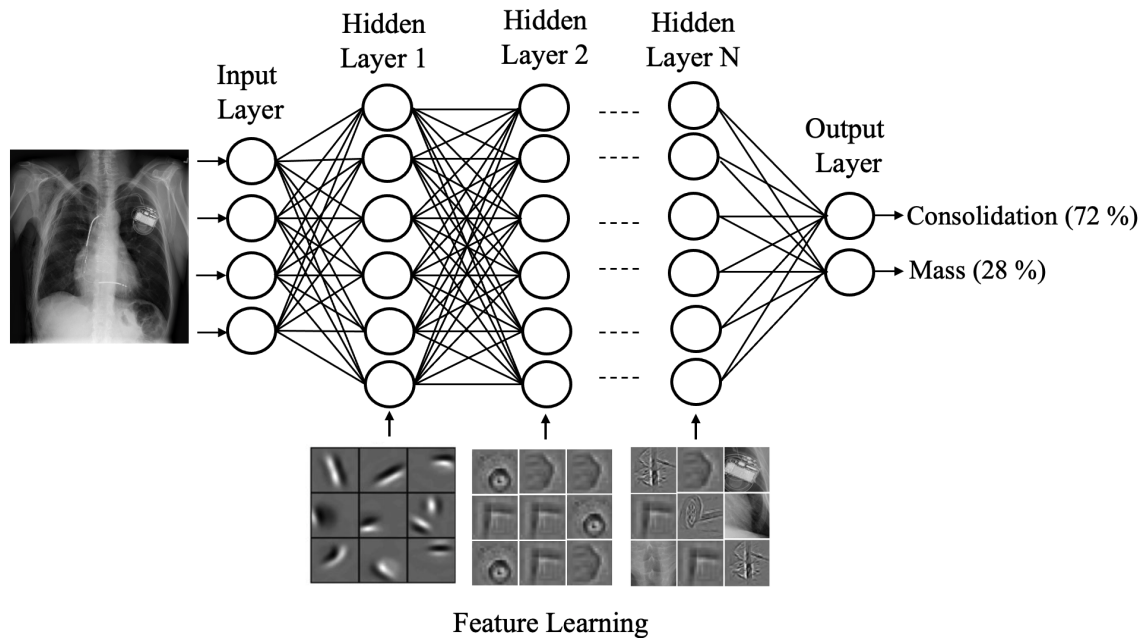 Hidden
Layer 1
Hidden
Layer 2
Hidden
Layer N
Input
Layer
Output
Layer
Consolidation (72 %)
Mass (28 %)
Feature Learning